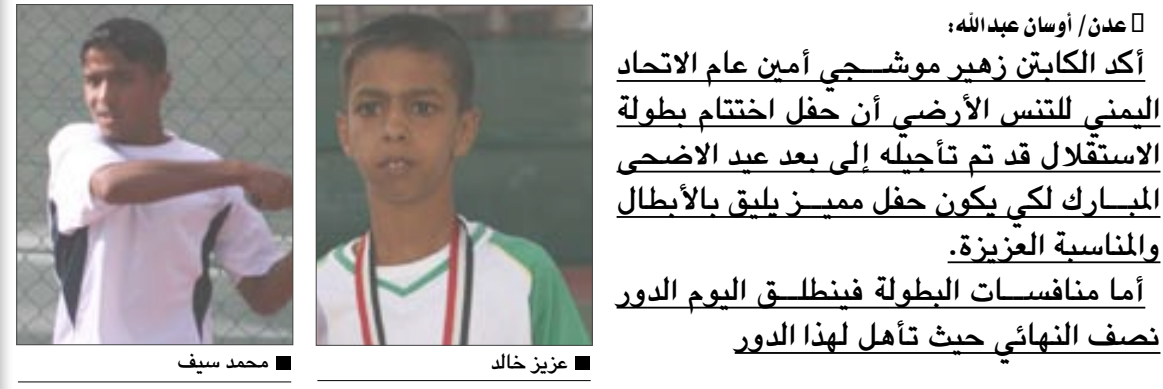 عدن/ أوسان عبدالله:
أكد الكابتن زهير موشجي أمين عام الاتحاد
اليمني للتنس الأرضي أن حفل اختتام بطولة
الاستقلال قد تم تأجيله إلى بعد عيد الاضحى
المبارك لكي يكون حفل مميز يليق بالأبطال
والمناسبة العزيزة.
أما منافسات البطولة فينطلق اليوم الدور
نصف النهائي حيث تأهل لهذا الدور
■ عزيز خالد
■ محمد سيف